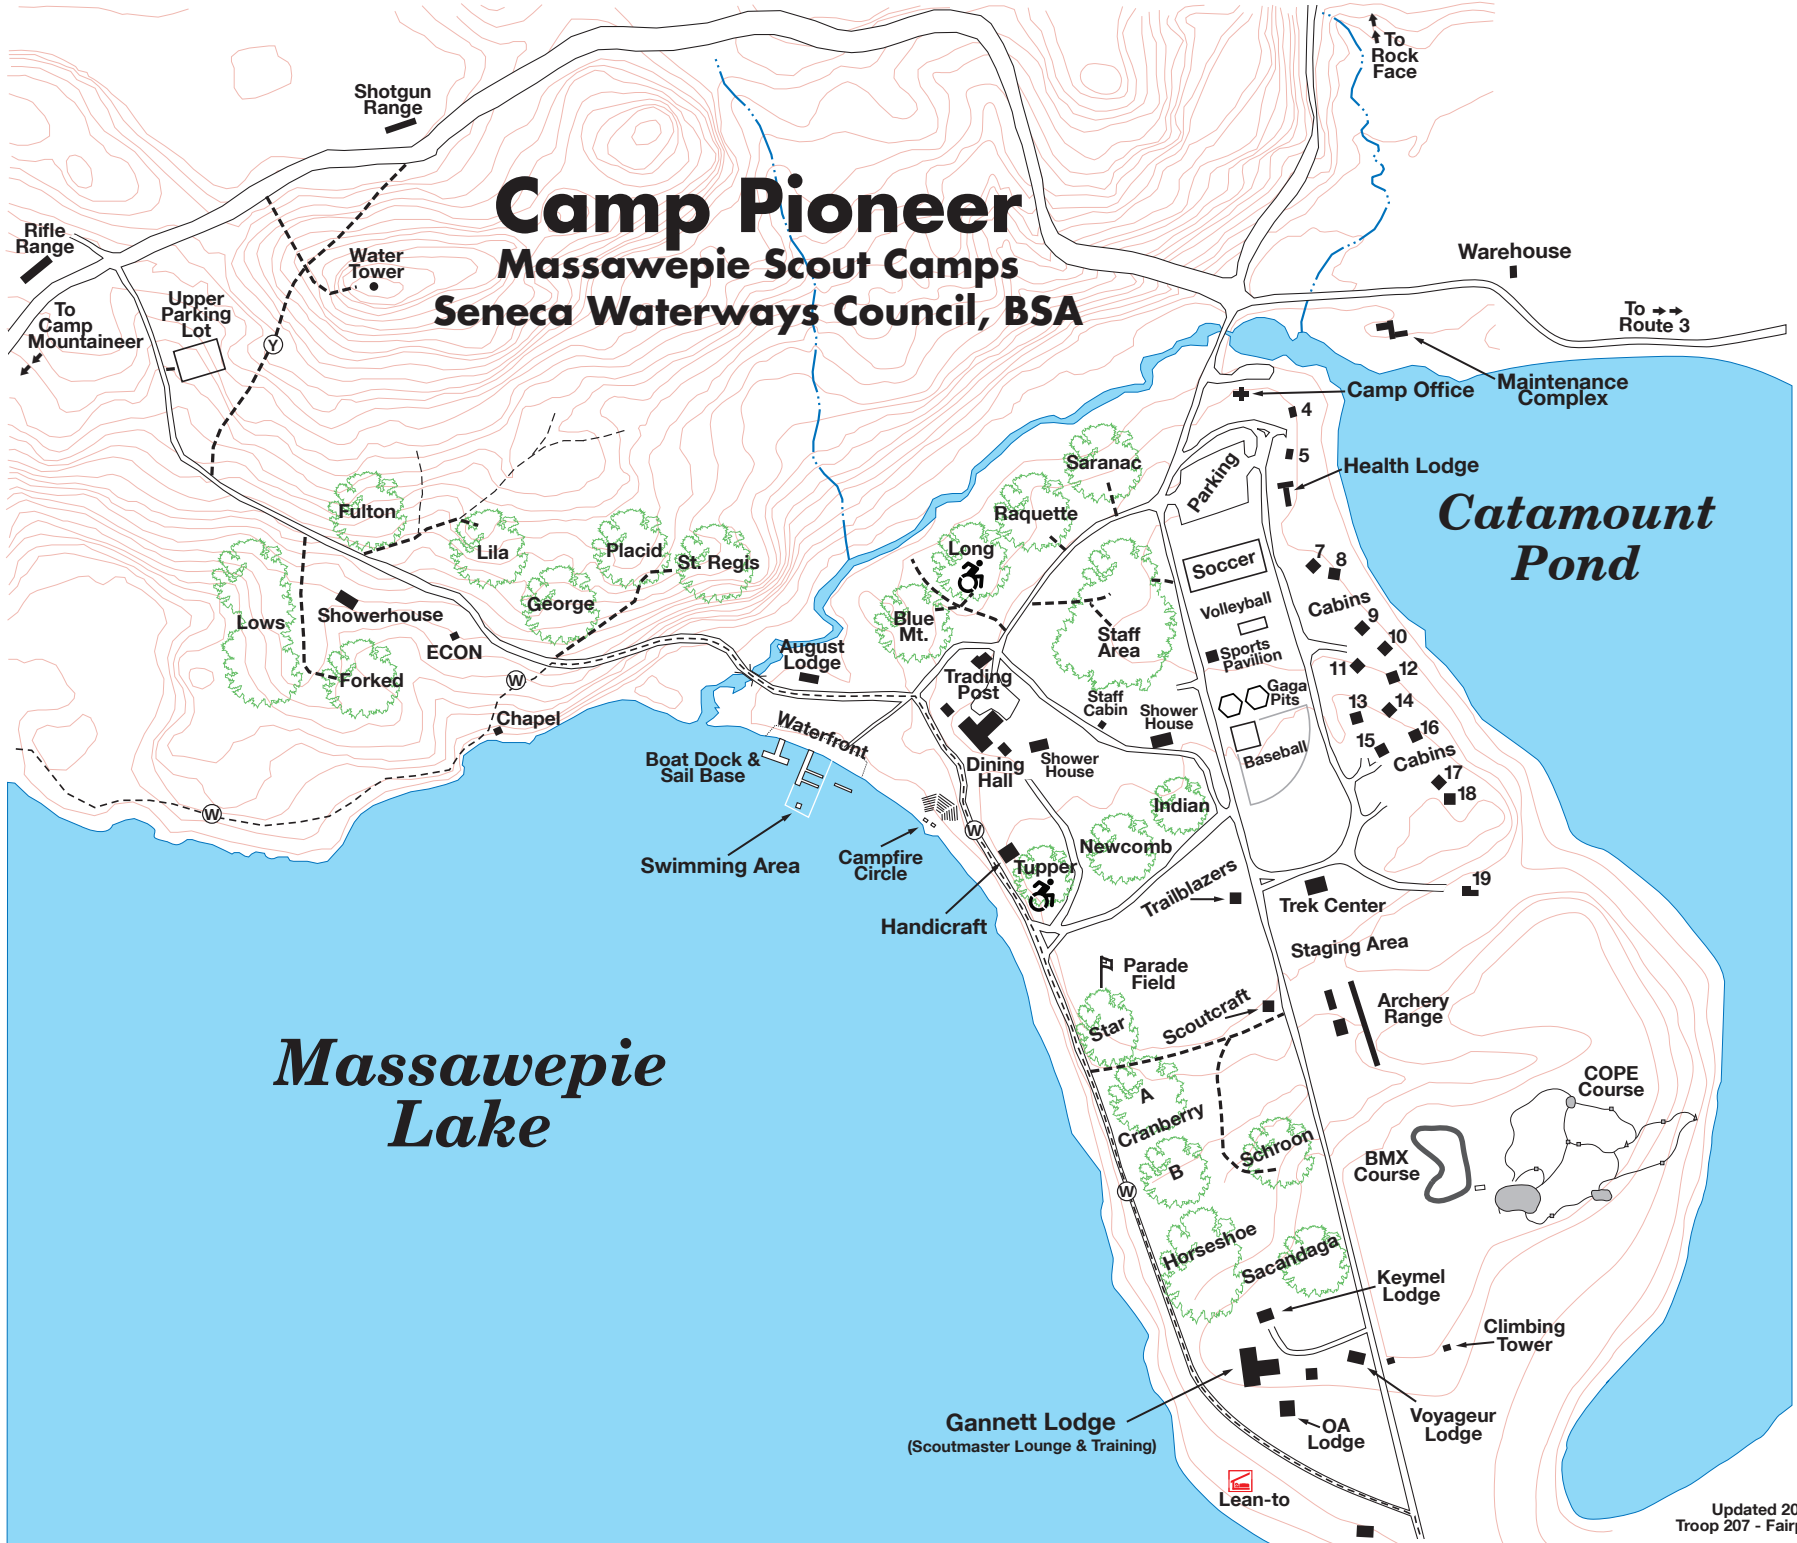 To
Rock
Face
Shotgun
Range
Camp Pioneer
Massawepie Scout Camps
Seneca Waterways Council, BSA
Rifle
Range
Water
Tower
Warehouse
To
Camp
Mountaineer
Upper
Parking
Lot
To
Route 3
Y
Maintenance
Complex
Camp Office
4
5
Health Lodge
Parking
Saranac
Raquette
Long
Fulton
Lila
Placid
St. Regis
George
Catamount
Pond
Soccer
7
8
Volleyball
Cabins
9
10
11
12
13
14
15
16
Cabins
17
18
19
Sports
Pavilion
Gaga
Pits
Baseball
Lows
Showerhouse
ECON
Forked
W
Chapel
W
August
Lodge
Blue
Mt.
Staff
Area
Trading
Post
Staff
Cabin
Shower
House
Waterfront
Boat Dock &
Sail Base
Dining
Hall
Shower
House
Indian
Newcomb
W
Tupper
Swimming Area
Campfire
Circle
Handicraft
Trailblazers
Trek Center
Staging Area
Parade
Field
Archery
Range
Scoutcraft
Star
Massawepie
Lake
A
Cranberry
B
Schroon
COPE
Course
BMX
Course
W
Horseshoe
Sacandaga
Keymel
Lodge
Climbing
Tower
Gannett Lodge
(Scoutmaster Lounge & Training)
OA
Lodge
Voyageur
Lodge
Lean-to
Updated 20
Troop 207 - Fairp